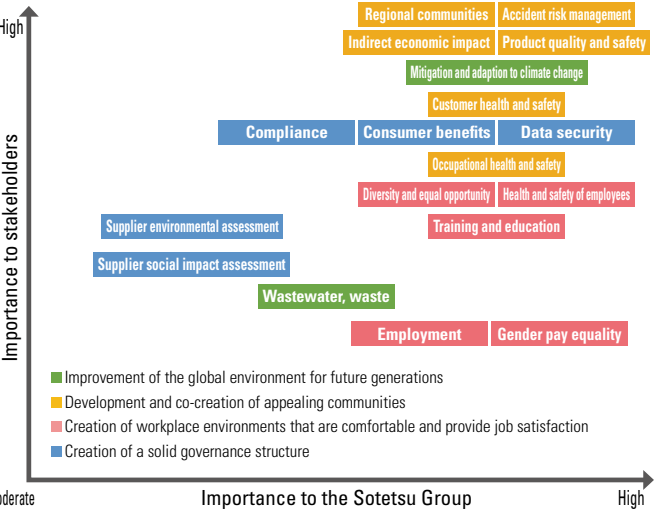 High
Regional communities
Accident risk management
Indirect economic impact
Product quality and safety
Mitigation and adaption to climate change
Customer health and safety
Compliance
Consumer benefits
Data security
Occupational health and safety
Diversity and equal opportunity
Health and safety of employees
Supplier environmental assessment
Training and education
Supplier social impact assessment
Wastewater, waste
Employment
Gender pay equality
Importance to stakeholders
Improvement of the global environment for future generations
Development and co-creation of appealing communities
Creation of workplace environments that are comfortable and provide job satisfaction
Creation of a solid governance structure
oderate
Importance to the Sotetsu Group
High